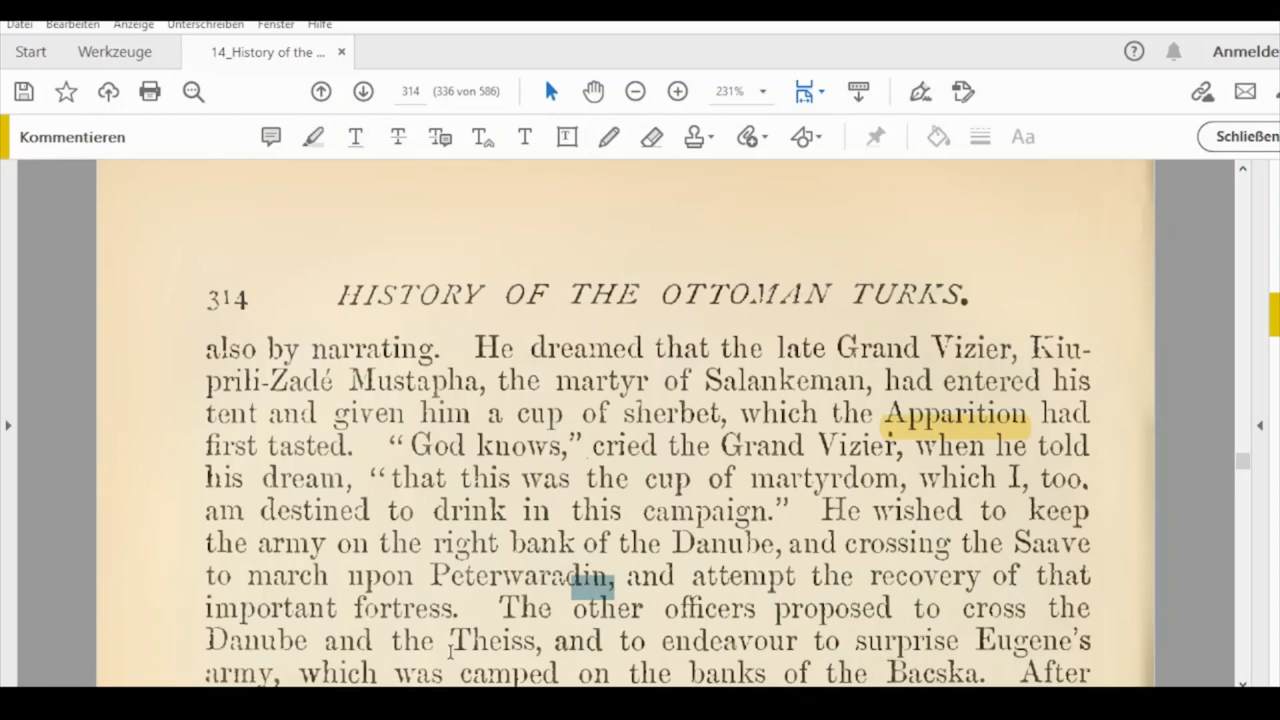 Datei Bearbeiten Anzeige Unterschreiben Fenster Hilfe
Start Werkzeuge 14_History of the ... × ? Anmelde
314 (336 von 586) 231%
Kommentieren T T T T T T Aa Schließen
314 HISTORY OF THE OTTOMAN TURKS.
also by narrating. He dreamed that the late Grand Vizier, Kiu-
prili-Zadé Mustapha, the martyr of Salankeman, had entered his
tent and given him a cup of sherbet, which the Apparition had
first tasted. “God knows,” cried the Grand Vizier, when he told
his dream, “that this was the cup of martyrdom, which I, too.
am destined to drink in this campaign.” He wished to keep
the army on the right bank of the Danube, and crossing the Saave
to march upon Peterwaradin, and attempt the recovery of that
important fortress. The other officers proposed to cross the
Danube and the Theiss, and to endeavour to surprise Eugene’s
army, which was camped on the banks of the Bacska. After